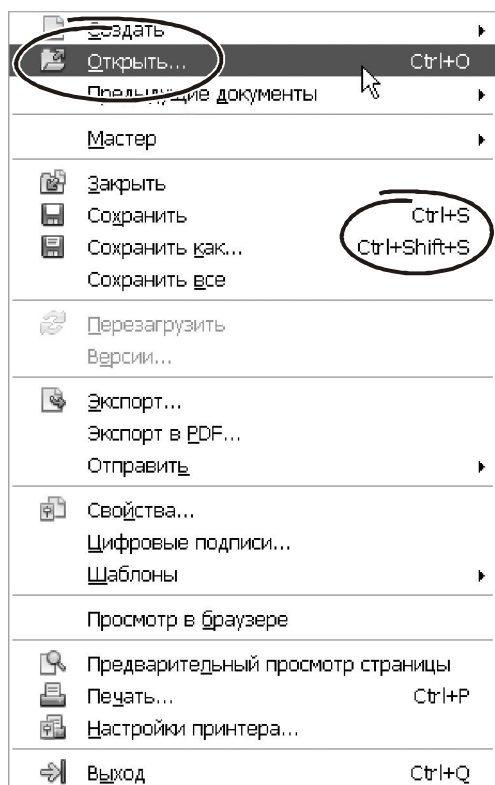 Создать
Открыть... Ctrl+O
Предыдущие документы
Мастер
Закрыть
Сохранить Ctrl+S
Сохранить как... Ctrl+Shift+S
Сохранить все
Перезагрузить
Версии...
Экспорт...
Экспорт в PDF...
Отправить
Свойства...
Цифровые подписи...
Шаблоны
Просмотр в браузере
Предварительный просмотр страницы
Печать... Ctrl+P
Настройки принтера...
Выход Ctrl+Q